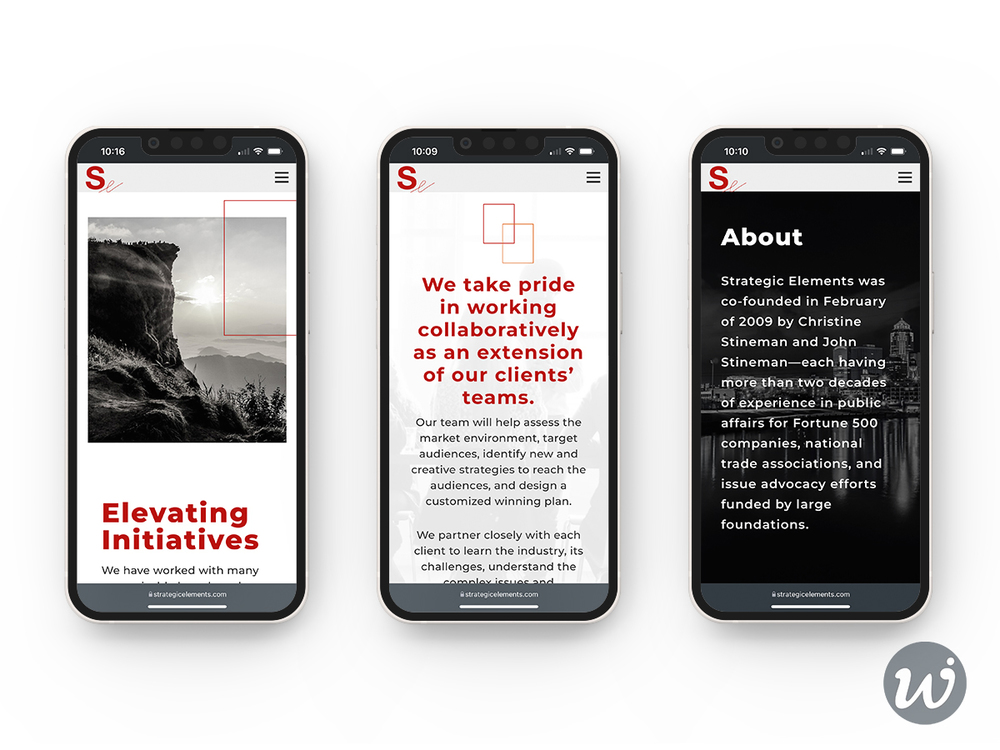 10:16
S
Elevating
Initiatives
We have worked with many
strategicelements.com
10:09
S
We take pride
in working
collaboratively
as an extension
of our clients’
teams.
Our team will help assess the
market environment, target
audiences, identify new and
creative strategies to reach the
audiences, and design a
customized winning plan.
We partner closely with each
client to learn the industry, its
challenges, understand the
complex issues and
strategicelements.com
10:10
S
About
Strategic Elements was
co-founded in February
of 2009 by Christine
Stineman and John
Stineman—each having
more than two decades
of experience in public
affairs for Fortune 500
companies, national
trade associations, and
issue advocacy efforts
funded by large
foundations.
strategicelements.com
w